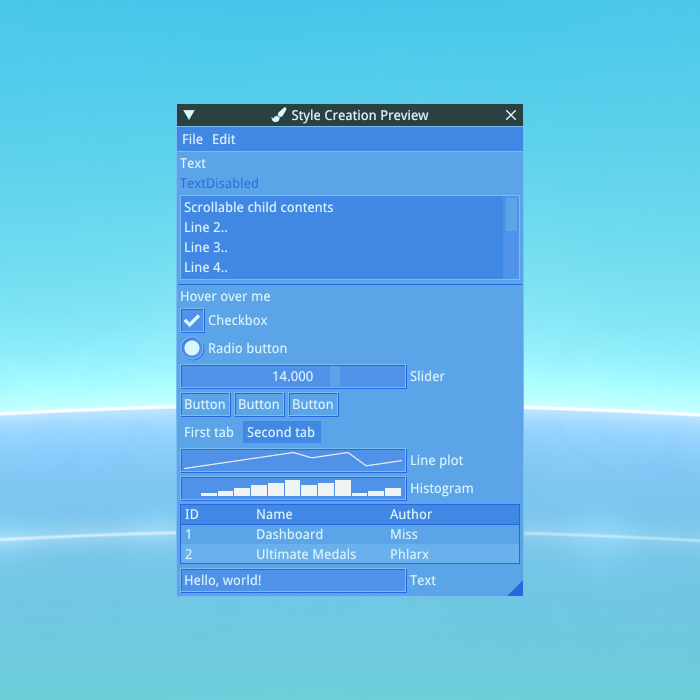 Style Creation Preview
File Edit
Text
TextDisabled
Scrollable child contents
Line 2..
Line 3..
Line 4..
Hover over me
Checkbox
Radio button
14.000 Slider
Button Button Button
First tab Second tab
Line plot
Histogram
ID Name Author
1 Dashboard Miss
2 Ultimate Medals Phlarx
Hello, world! Text